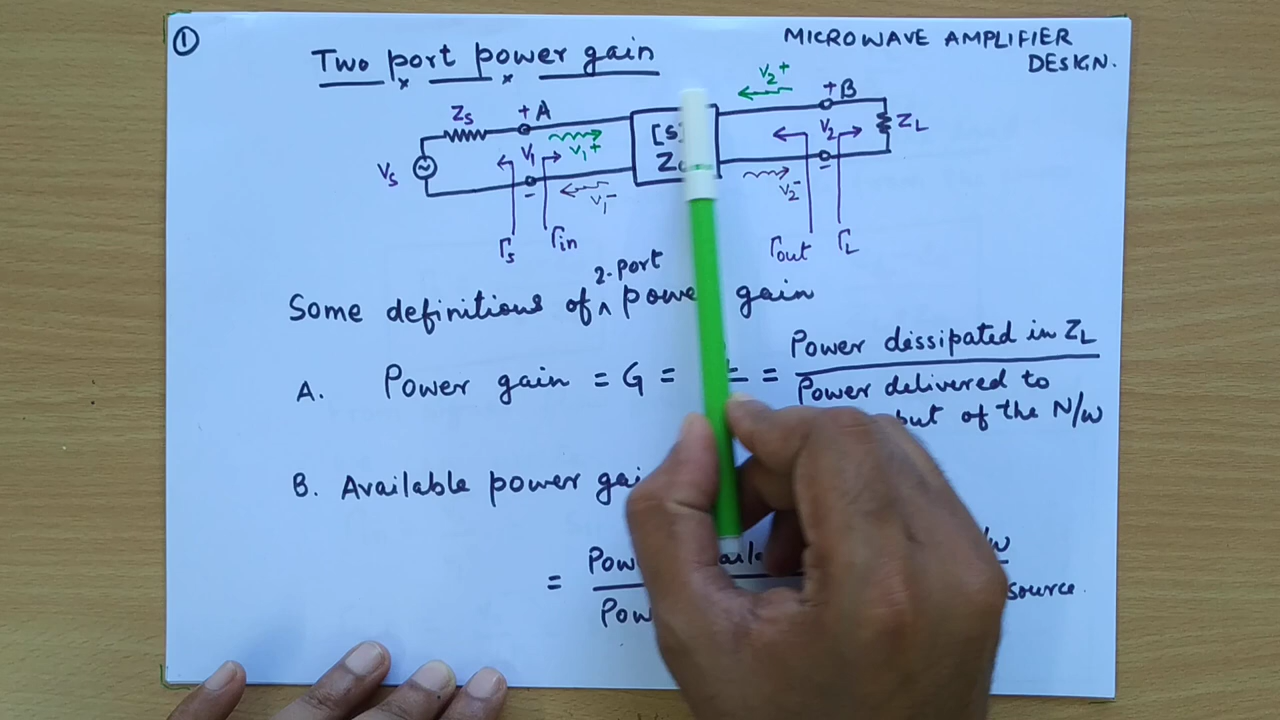 ①
MICROWAVE AMPLIFIER
DESIGN.
Two port power gain
V2+
+ B
Zs
+ A
[S]
V2
ZL
Vs
V1
V1+
V1-
V2-
Γs
Γin
Γout
ΓL
2-port
Some definitions of ʌ power gain
A. Power gain = G = = Power dissipated in ZL
Power delivered to
of the N/W
B. Available power
=
source.